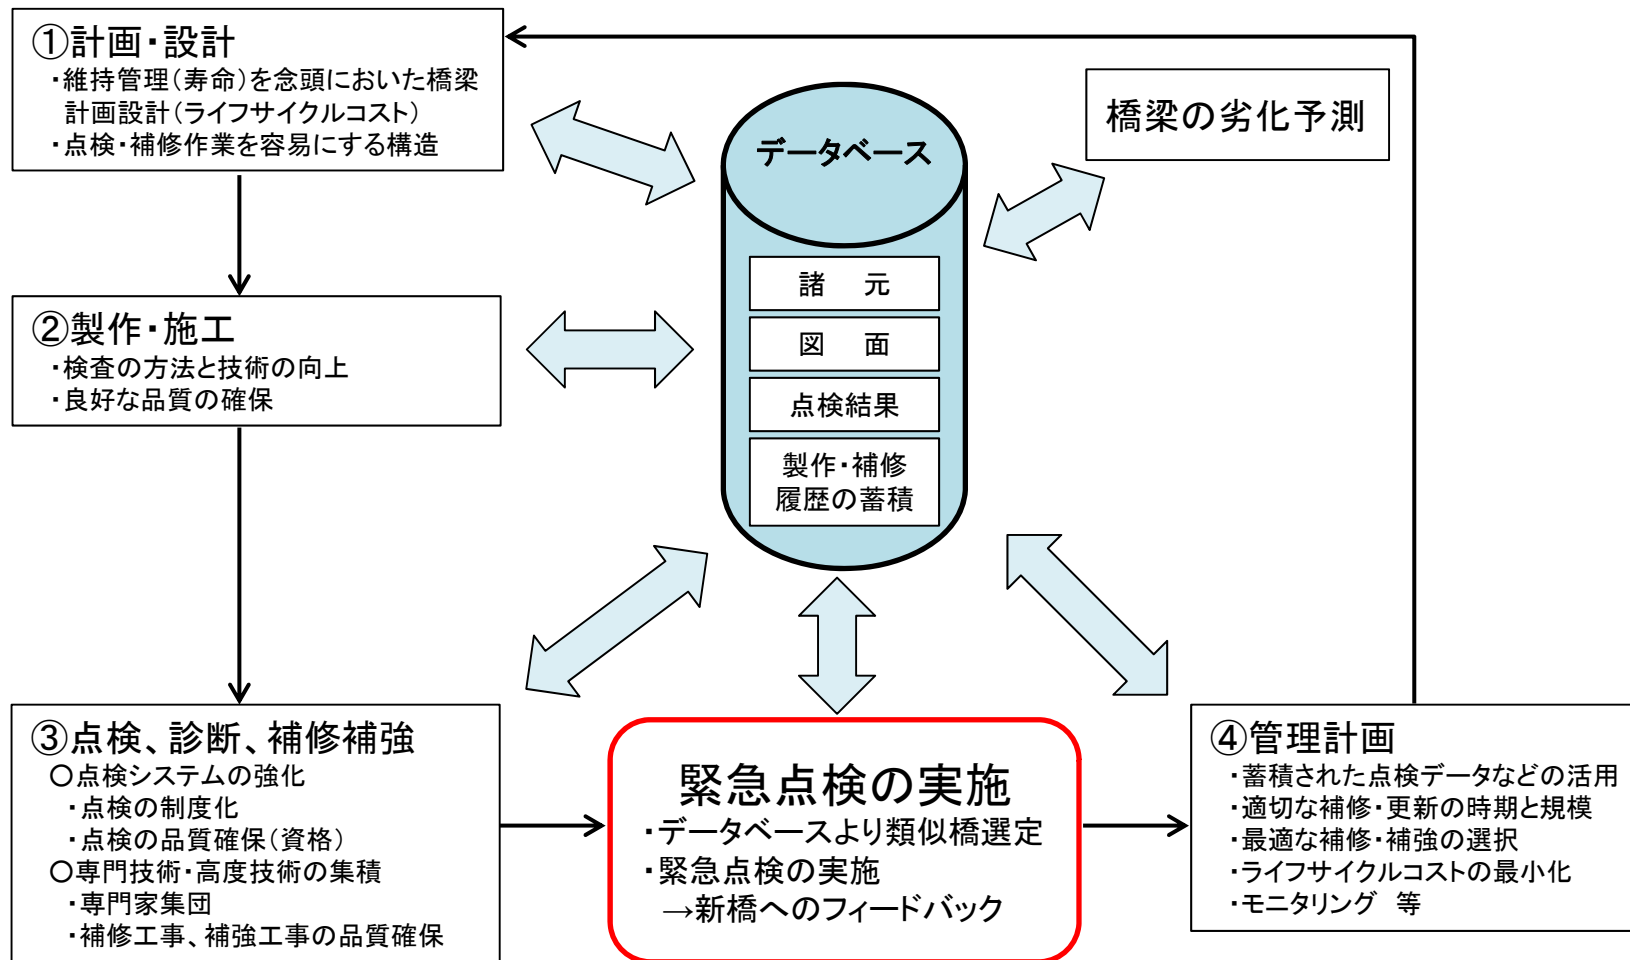 ①計画・設計
・維持管理(寿命)を念頭においた橋梁
計画設計(ライフサイクルコスト)
・点検・補修作業を容易にする構造
データベース
諸　元
図　面
点検結果
製作・補修
履歴の蓄積
橋梁の劣化予測
②製作・施工
・検査の方法と技術の向上
・良好な品質の確保
③点検、診断、補修補強
○点検システムの強化
・点検の制度化
・点検の品質確保(資格)
○専門技術・高度技術の集積
・専門家集団
・補修工事、補強工事の品質確保
緊急点検の実施
・データベースより類似橋選定
・緊急点検の実施
→新橋へのフィードバック
④管理計画
・蓄積された点検データなどの活用
・適切な補修・更新の時期と規模
・最適な補修・補強の選択
・ライフサイクルコストの最小化
・モニタリング　等